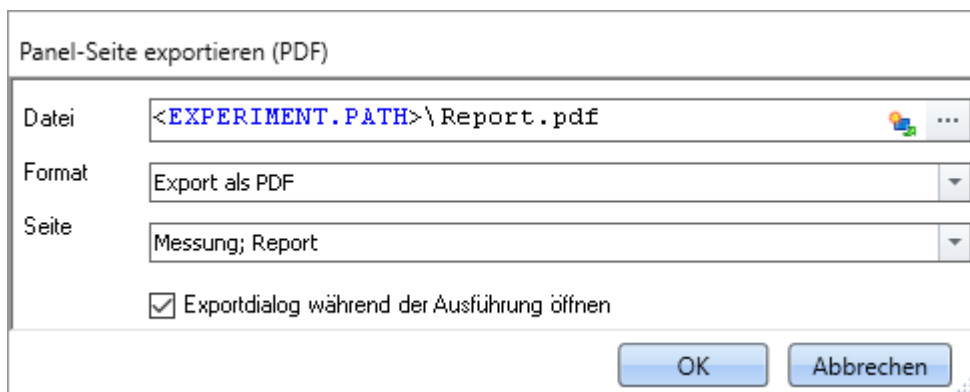 Panel-Seite exportieren (PDF)
Datei <EXPERIMENT.PATH>\Report.pdf ...
Format Export als PDF
Seite Messung; Report
Exportdialog während der Ausführung öffnen
OK Abbrechen